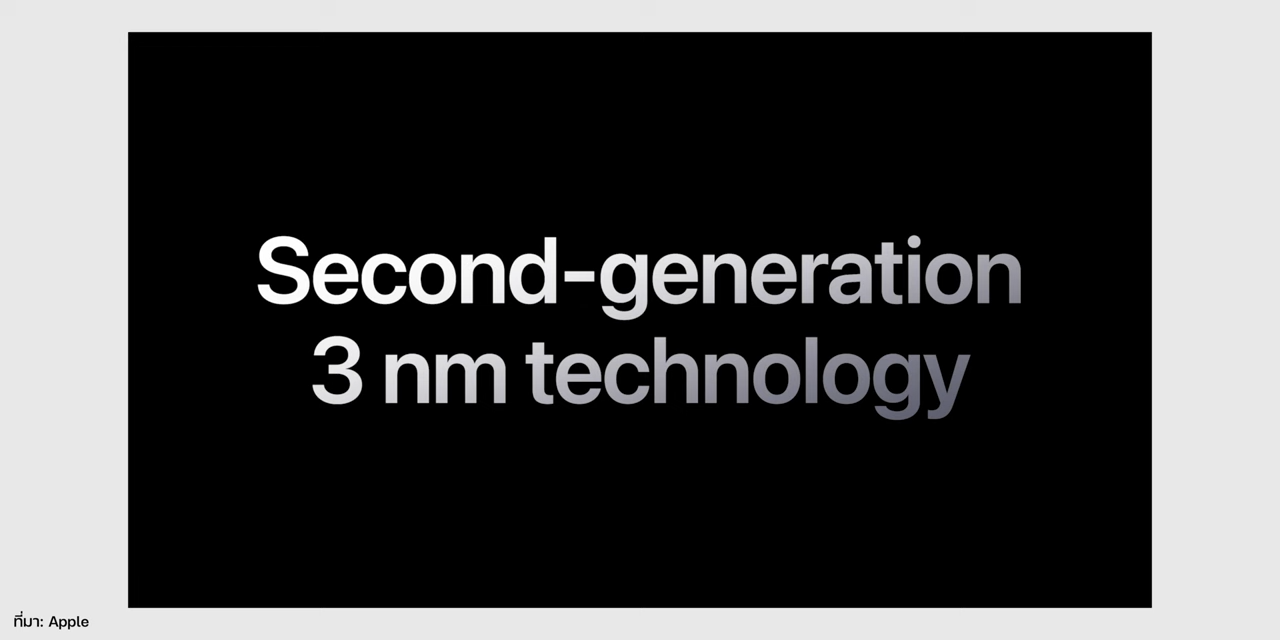 Second-generation
3 nm technology
ที่มา: Apple